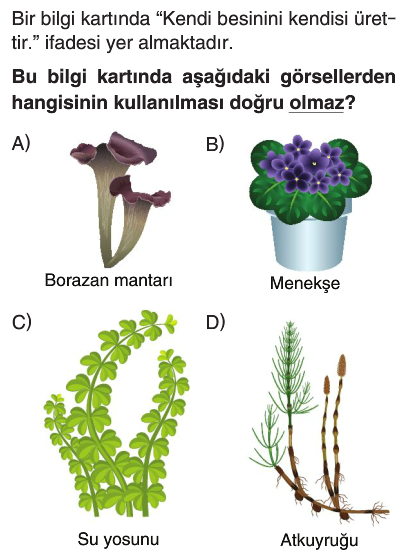 Bir bilgi kartında “Kendi besinini kendisi üret-
tir.” ifadesi yer almaktadır.
Bu bilgi kartında aşağıdaki görsellerden
hangisinin kullanılması doğru olmaz?
A)
B)
Borazan mantarı
Menekşe
C)
D)
Su yosunu
Atkuyruğu